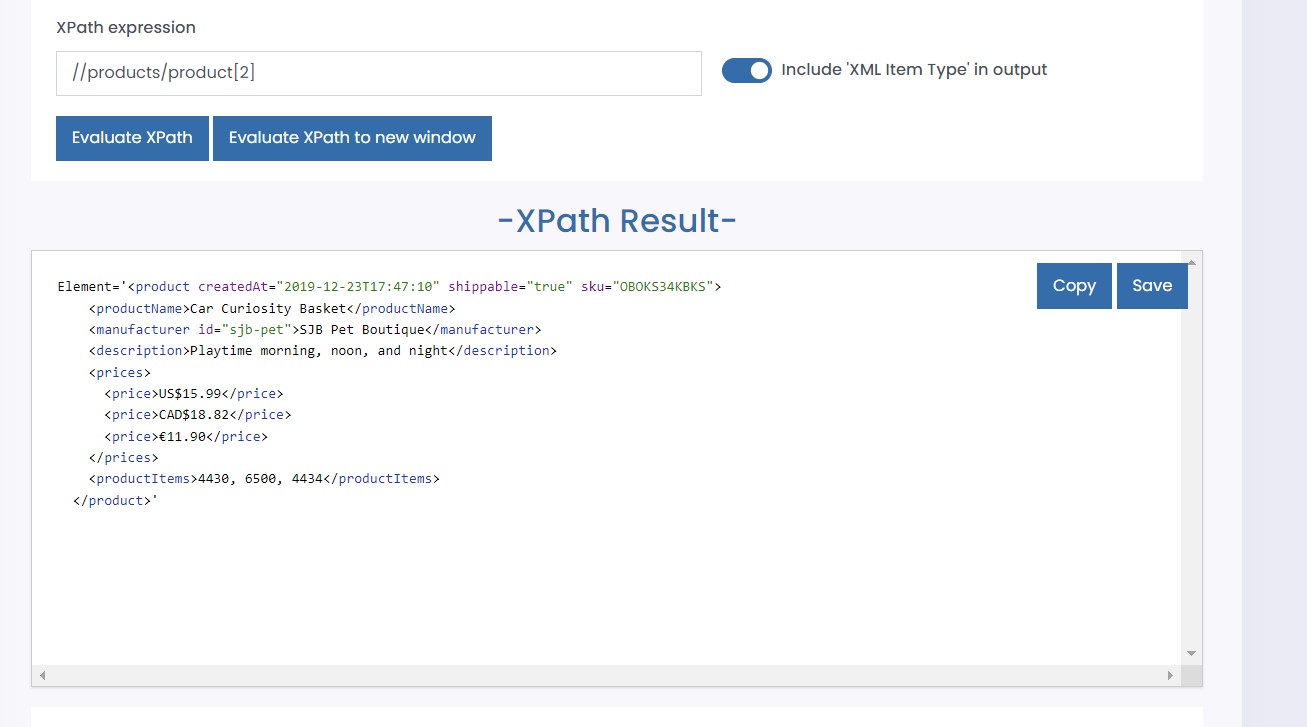 XPath expression
//products/product[2]
Include 'XML Item Type' in output
Evaluate XPath
Evaluate XPath to new window
-XPath Result-
Copy
Save
Element='<product createdAt="2019-12-23T17:47:10" shippable="true" sku="OBOKS34KBKS">
<productName>Car Curiosity Basket</productName>
<manufacturer id="sjb-pet">SJB Pet Boutique</manufacturer>
<description>Playtime morning, noon, and night</description>
<prices>
<price>US$15.99</price>
<price>CAD$18.82</price>
<price>€11.90</price>
</prices>
<productItems>4430, 6500, 4434</productItems>
</product>'